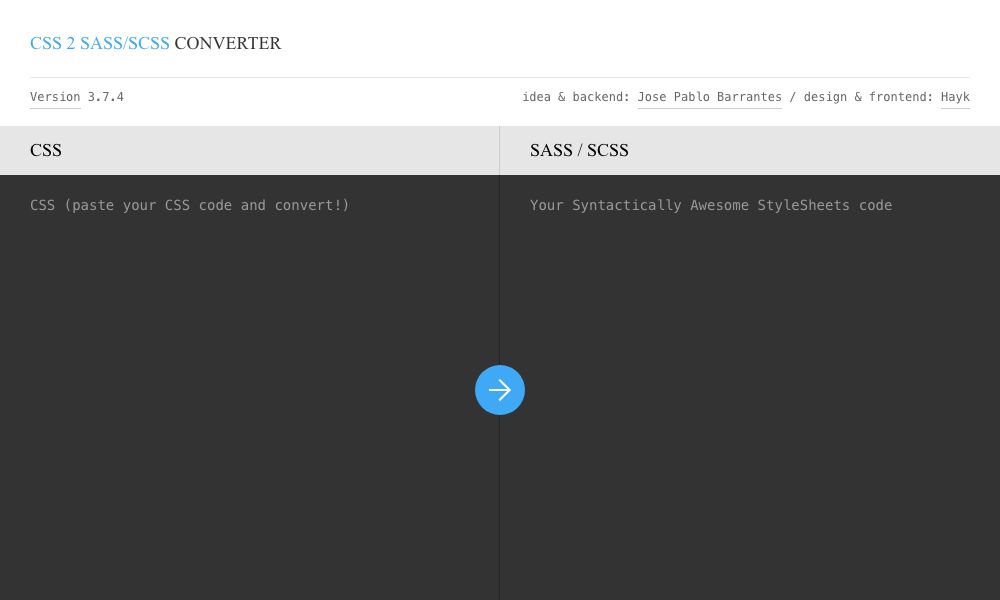 CSS 2 SASS/SCSS CONVERTER
Version 3.7.4
idea & backend: Jose Pablo Barrantes / design & frontend: Hayk
CSS
SASS / SCSS
CSS (paste your CSS code and convert!)
Your Syntactically Awesome StyleSheets code